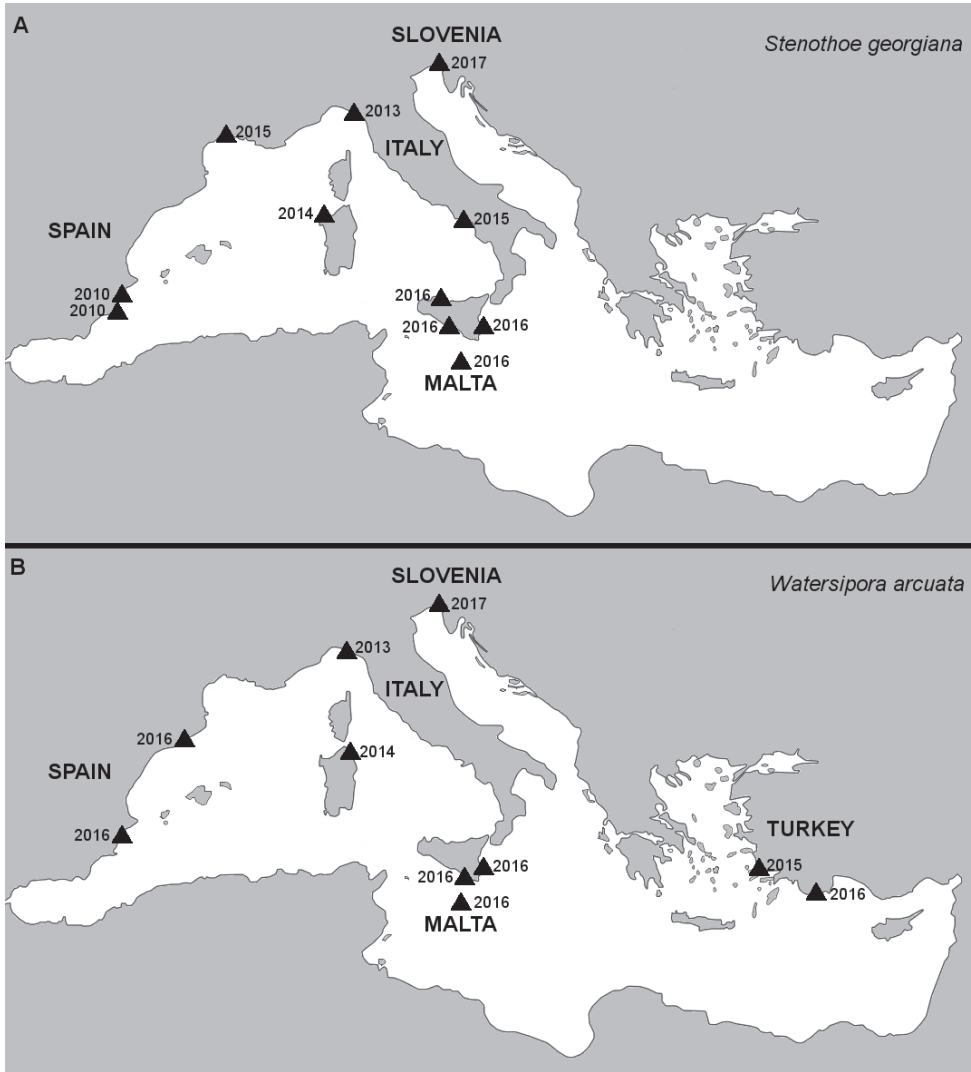 A
SLOVENIA
Stenothoe georgiana
2017
2013
2015
ITALY
2014
2015
SPAIN
2010
2010
2016
2016
2016
2016
MALTA
B
SLOVENIA
Watersipora arcuata
2017
2013
ITALY
2016
2014
SPAIN
2016
TURKEY
2015
2016
2016
2016
2016
MALTA